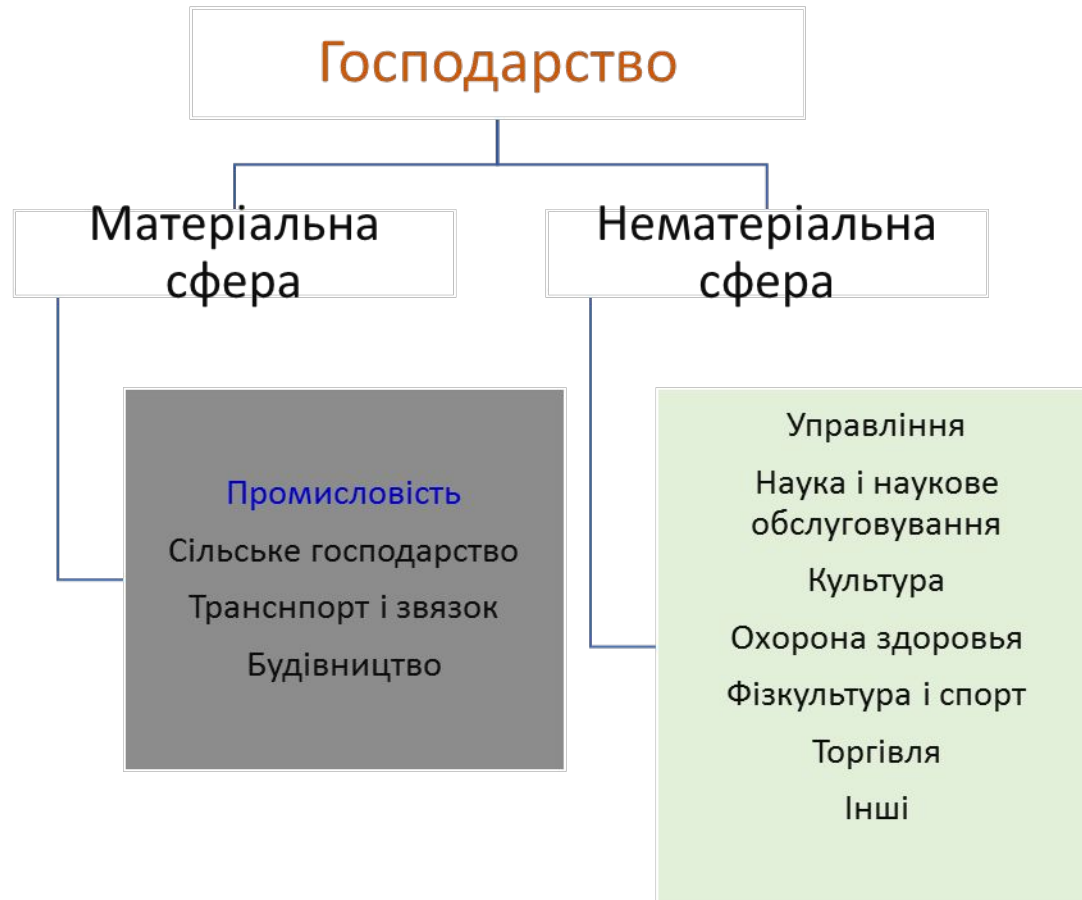 Господарство
Матеріальна
сфера
Нематеріальна
сфера
Промисловість
Сільське господарство
Транснпорт і звязок
Будівництво
Управління
Наука і наукове
обслуговування
Культура
Охорона здоровья
Фізкультура і спорт
Торгівля
Інші